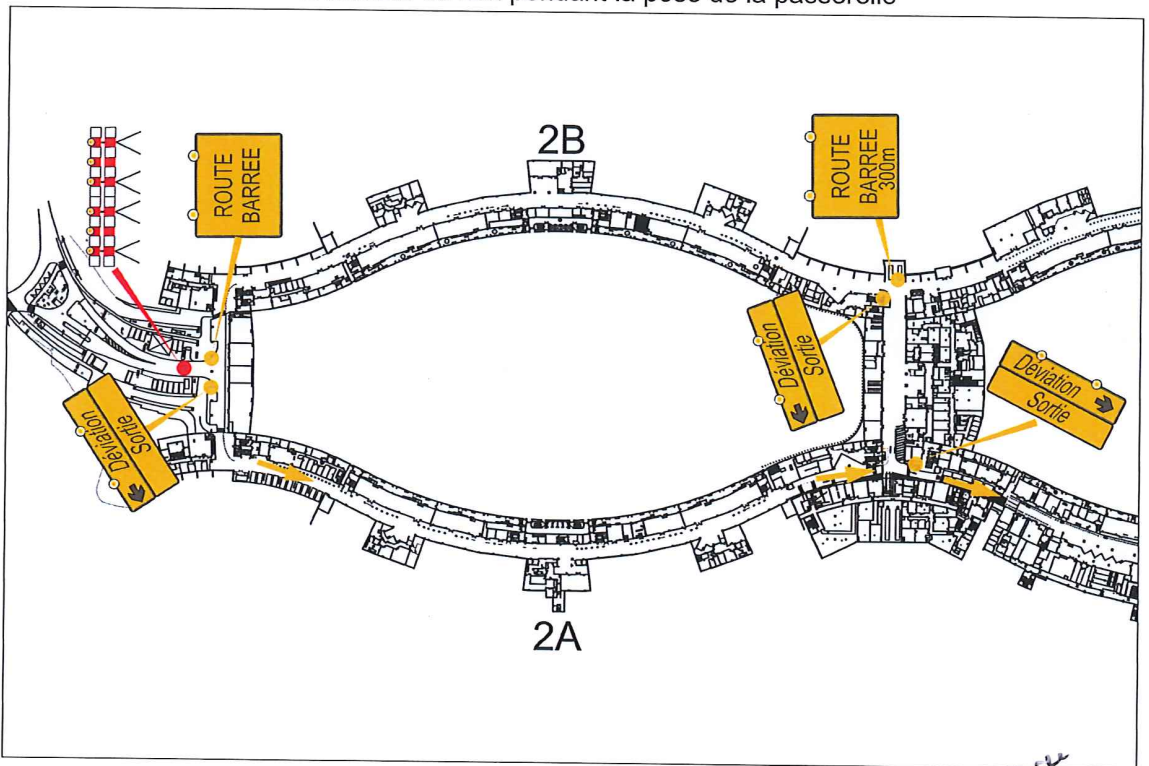 pendant la pose de la passerelle
2B
ROUTE
BARREE
ROUTE
BARREE
300m
Déviation
Sortie
Déviation
Sortie
Déviation
Sortie
2A